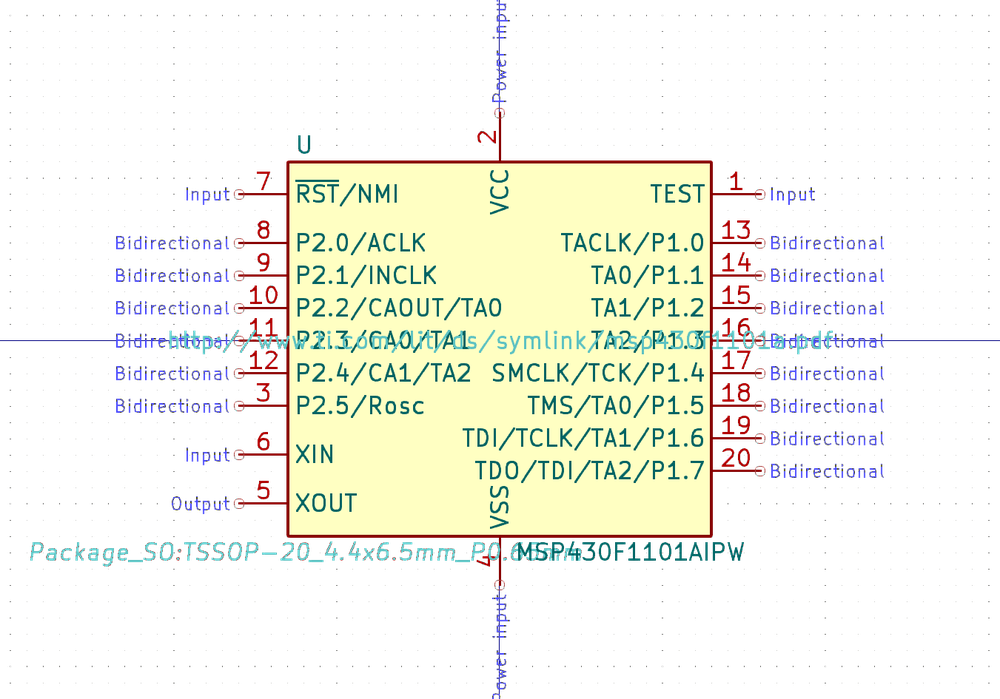 Power input
2
VCC
U
Input 7 RST/NMI
TEST 1 Input
Bidirectional 8 P2.0/ACLK
TACLK/P1.0 13 Bidirectional
Bidirectional 9 P2.1/INCLK
TA0/P1.1 14 Bidirectional
Bidirectional 10 P2.2/CAOUT/TA0
TA1/P1.2 15 Bidirectional
Bidirectional 11 P2.3/CA0/TA1
TA2/P1.3 16 Bidirectional
http://www.ti.com/lit/ds/symlink/msp430f1101a.pdf
Bidirectional 12 P2.4/CA1/TA2
SMCLK/TCK/P1.4 17 Bidirectional
Bidirectional 3 P2.5/Rosc
TMS/TA0/P1.5 18 Bidirectional
TDI/TCLK/TA1/P1.6 19 Bidirectional
Input 6 XIN
TDO/TDI/TA2/P1.7 20 Bidirectional
Output 5 XOUT
VSS
Package_SO:TSSOP-20_4.4x6.5mm_P0.65mm
MSP430F1101AIPW
4
Power input